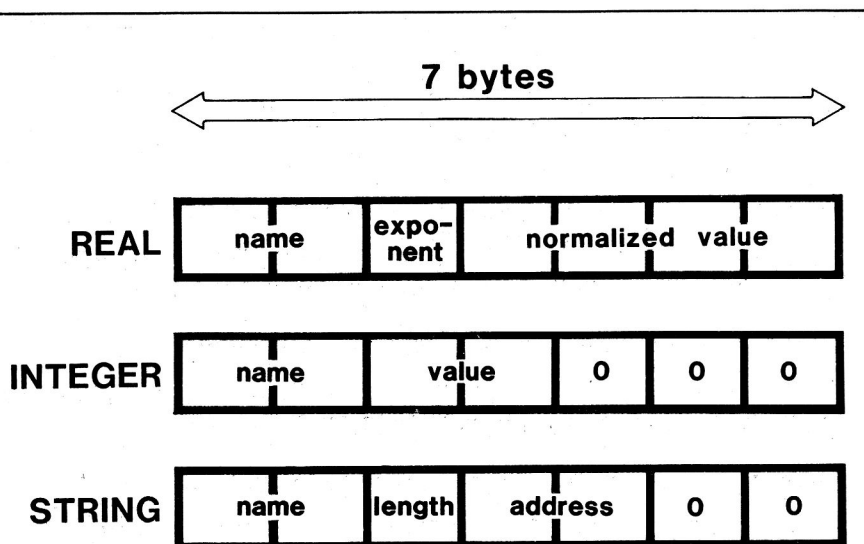 7 bytes
REAL name expo- nent normalized value
INTEGER name value 0 0 0
STRING name length address 0 0